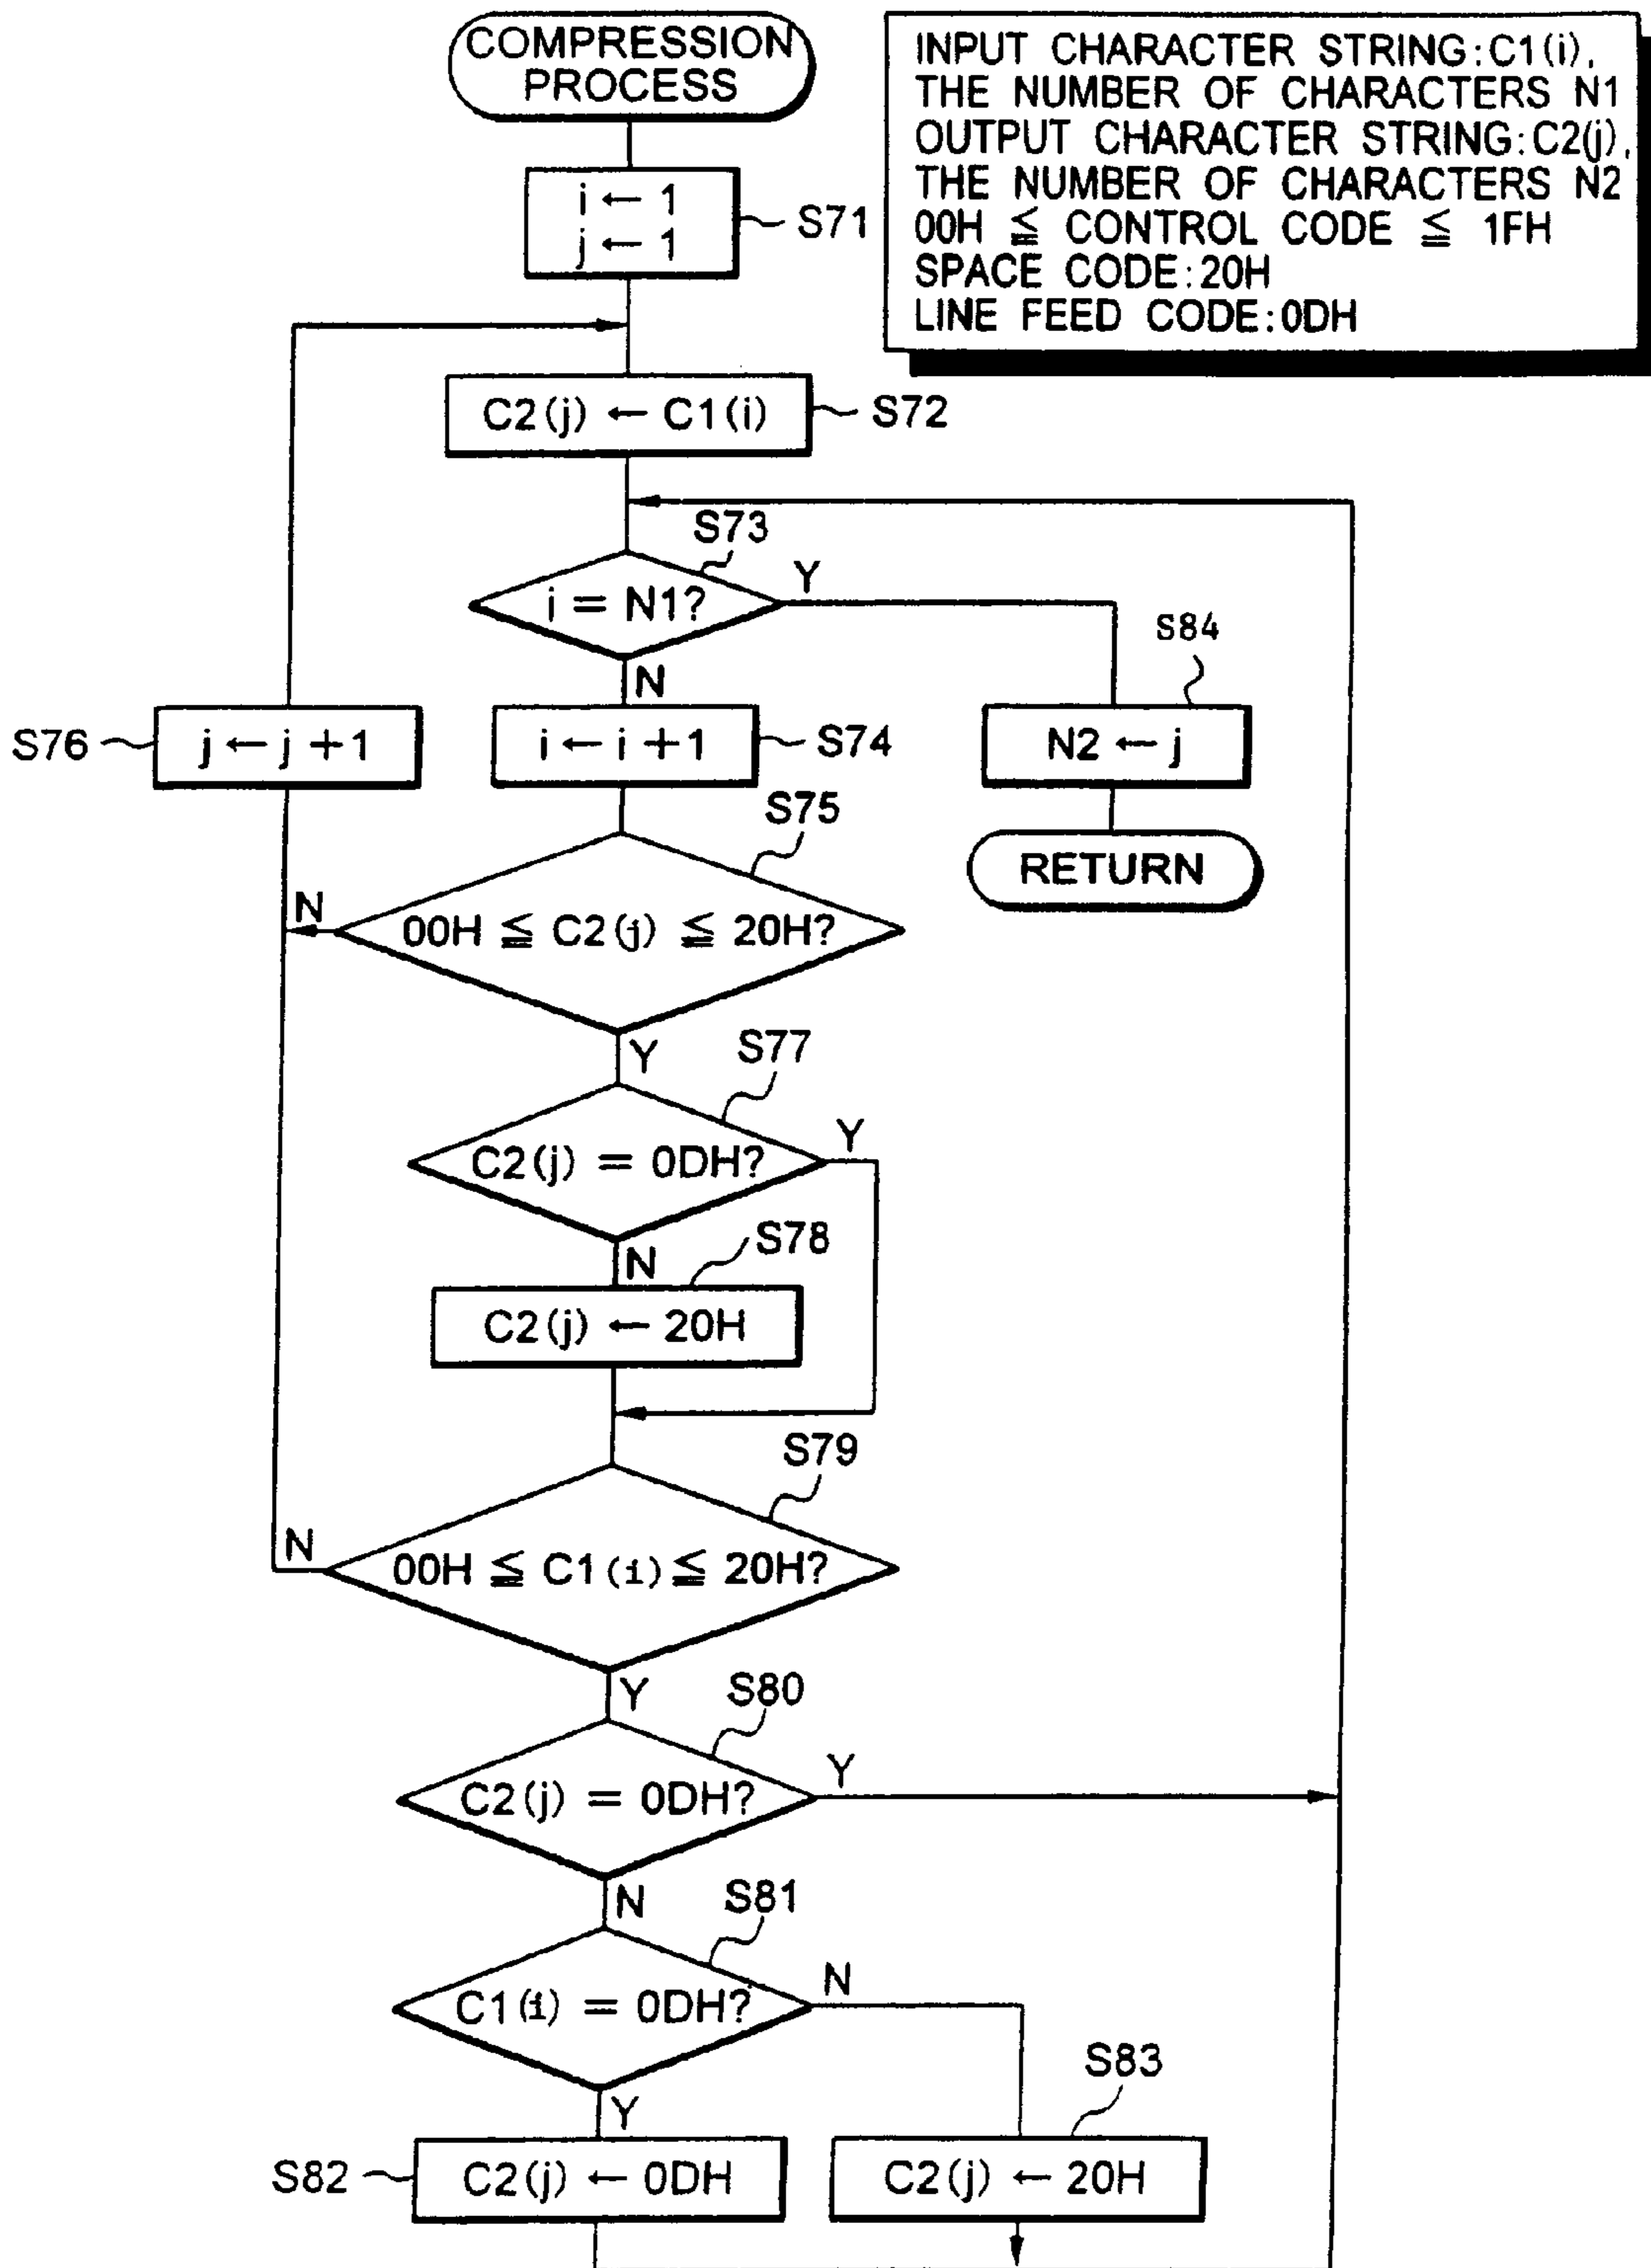 COMPRESSION
PROCESS
INPUT CHARACTER STRING:C1(i),
THE NUMBER OF CHARACTERS N1
OUTPUT CHARACTER STRING:C2(j),
THE NUMBER OF CHARACTERS N2
00H ≦ CONTROL CODE ≦ 1FH
SPACE CODE:20H
LINE FEED CODE:0DH
i ← 1
j ← 1
S71
C2(j) ← C1(i)
S72
S73
i = N1?
Y
N
S84
S76
j ← j +1
i ← i +1
S74
N2 ← j
S75
RETURN
N
00H ≦ C2(j) ≦ 20H?
Y
S77
C2(j) = 0DH?
Y
N
S78
C2(j) ← 20H
S79
N
00H ≦ C1(i) ≦ 20H?
Y
S80
C2(j) = 0DH?
Y
N
S81
C1(i) = 0DH?
N
Y
S83
S82
C2(j) ← 0DH
C2(j) ← 20H